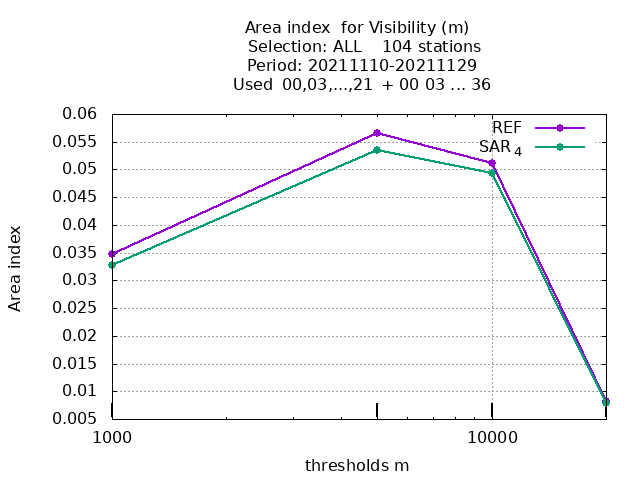 Area index  for Visibility (m)
Selection: ALL    104 stations
Period: 20211110-20211129
Used  00,03,...,21  + 00 03 ... 36
0.06
0.055
0.05
0.045
0.04
0.035
0.03
0.025
0.02
0.015
0.01
0.005
Area index
REF
SAR 4
1000
10000
thresholds m